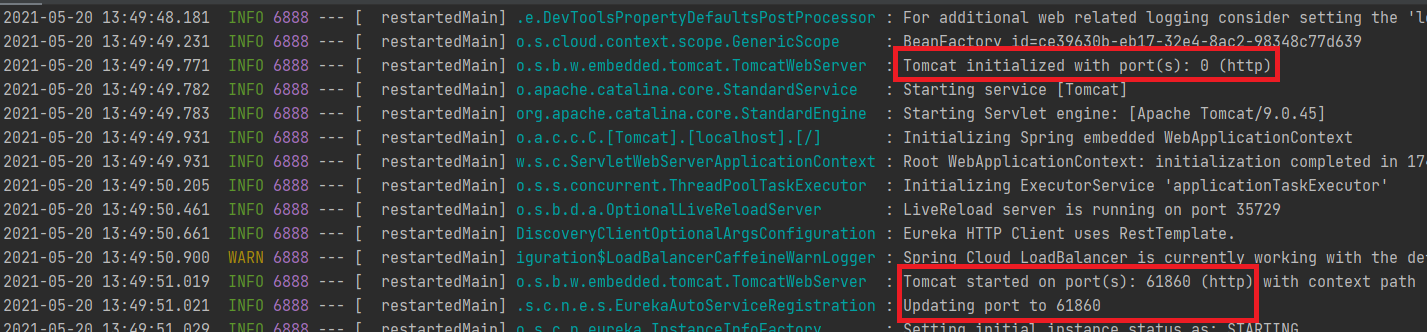 2021-05-20 13:49:48.181  INFO 6888 --- [  restartedMain] .e.DevToolsPropertyDefaultsPostProcessor : For additional web related logging consider setting the 'l
2021-05-20 13:49:49.231  INFO 6888 --- [  restartedMain] o.s.cloud.context.scope.GenericScope     : BeanFactory id=ce39630b-eb17-32e4-8ac2-98348c77d639
2021-05-20 13:49:49.771  INFO 6888 --- [  restartedMain] o.s.b.w.embedded.tomcat.TomcatWebServer  : Tomcat initialized with port(s): 0 (http)
2021-05-20 13:49:49.782  INFO 6888 --- [  restartedMain] o.apache.catalina.core.StandardService   : Starting service [Tomcat]
2021-05-20 13:49:49.783  INFO 6888 --- [  restartedMain] org.apache.catalina.core.StandardEngine  : Starting Servlet engine: [Apache Tomcat/9.0.45]
2021-05-20 13:49:49.931  INFO 6888 --- [  restartedMain] o.a.c.c.C.[Tomcat].[localhost].[/]       : Initializing Spring embedded WebApplicationContext
2021-05-20 13:49:49.931  INFO 6888 --- [  restartedMain] w.s.c.ServletWebServerApplicationContext : Root WebApplicationContext: initialization completed in 174
2021-05-20 13:49:50.205  INFO 6888 --- [  restartedMain] o.s.s.concurrent.ThreadPoolTaskExecutor  : Initializing ExecutorService 'applicationTaskExecutor'
2021-05-20 13:49:50.461  INFO 6888 --- [  restartedMain] o.s.b.d.a.OptionalLiveReloadServer       : LiveReload server is running on port 35729
2021-05-20 13:49:50.661  INFO 6888 --- [  restartedMain] DiscoveryClientOptionalArgsConfiguration : Eureka HTTP Client uses RestTemplate.
2021-05-20 13:49:50.900  WARN 6888 --- [  restartedMain] iguration$LoadBalancerCaffeineWarnLogger : Spring Cloud LoadBalancer is currently working with the de
2021-05-20 13:49:51.019  INFO 6888 --- [  restartedMain] o.s.b.w.embedded.tomcat.TomcatWebServer  : Tomcat started on port(s): 61860 (http) with context path
2021-05-20 13:49:51.021  INFO 6888 --- [  restartedMain] .s.c.n.e.s.EurekaAutoServiceRegistration : Updating port to 61860
2021-05-20 13:49:51.029  INFO 6888 --- [  restartedMain] o.s.c.n.eureka.InstanceInfoFactory       : Setting initial instance status as: STARTING